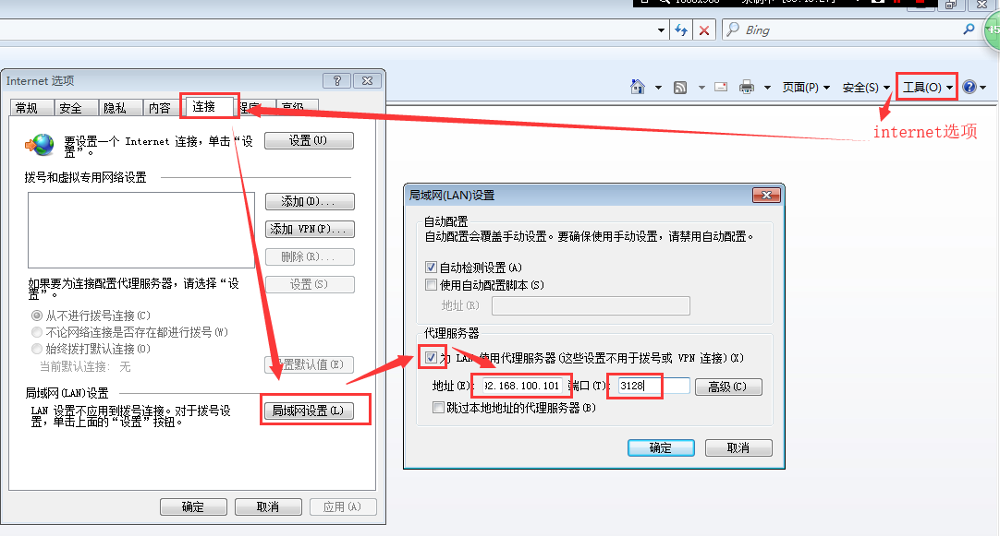 Bing
页面(P)
安全(S)
工具(O)
internet选项
Internet 选项
常规
安全
隐私
内容
连接
高级
要设置一个 Internet 连接，单击“设
置”。
设置(U)
拨号和虚拟专用网络设置
添加(D)...
添加 VPN(P)...
删除(R)...
如果要为连接配置代理服务器，请选择“设
置”。
设置(S)
从不进行拨号连接(C)
不论网络连接是否存在都进行拨号(W)
始终拨打默认连接(O)
当前默认连接： 无
置默认值(E)
局域网(LAN)设置
LAN 设置不应用到拨号连接。对于拨号设
置，单击上面的“设置”按钮。
局域网设置(L)
确定
取消
应用(A)
局域网(LAN)设置
自动配置
自动配置会覆盖手动设置。要确保使用手动设置，请禁用自动配置。
自动检测设置(A)
使用自动配置脚本(S)
地址(R)
代理服务器
为 LAN 使用代理服务器(这些设置不用于拨号或 VPN 连接)(X)
地址(E): 2.168.100.101 端口(T): 3128 高级(C)
跳过本地地址的代理服务器(B)
确定
取消